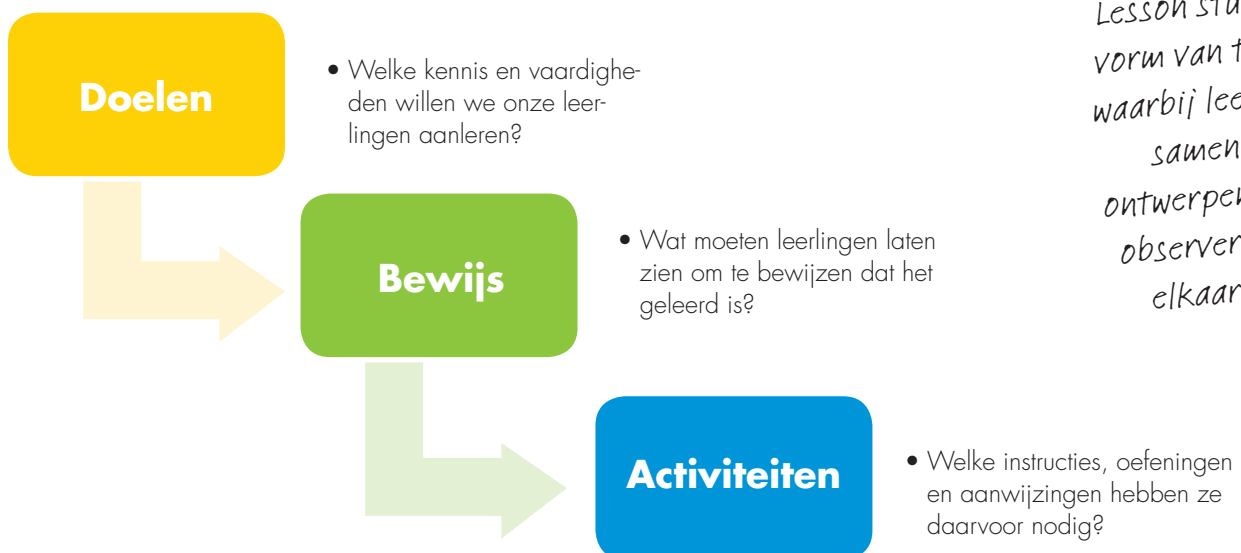 Doelen
• Welke kennis en vaardighe-
den willen we onze leer-
lingen aanleren?
Bewijs
• Wat moeten leerlingen laten
zien om te bewijzen dat het
geleerd is?
Activiteiten
• Welke instructies, oefeningen
en aanwijzingen hebben ze
daarvoor nodig?
Lesson
vorm van
waarbij
samen
ontwerpen
elkaar